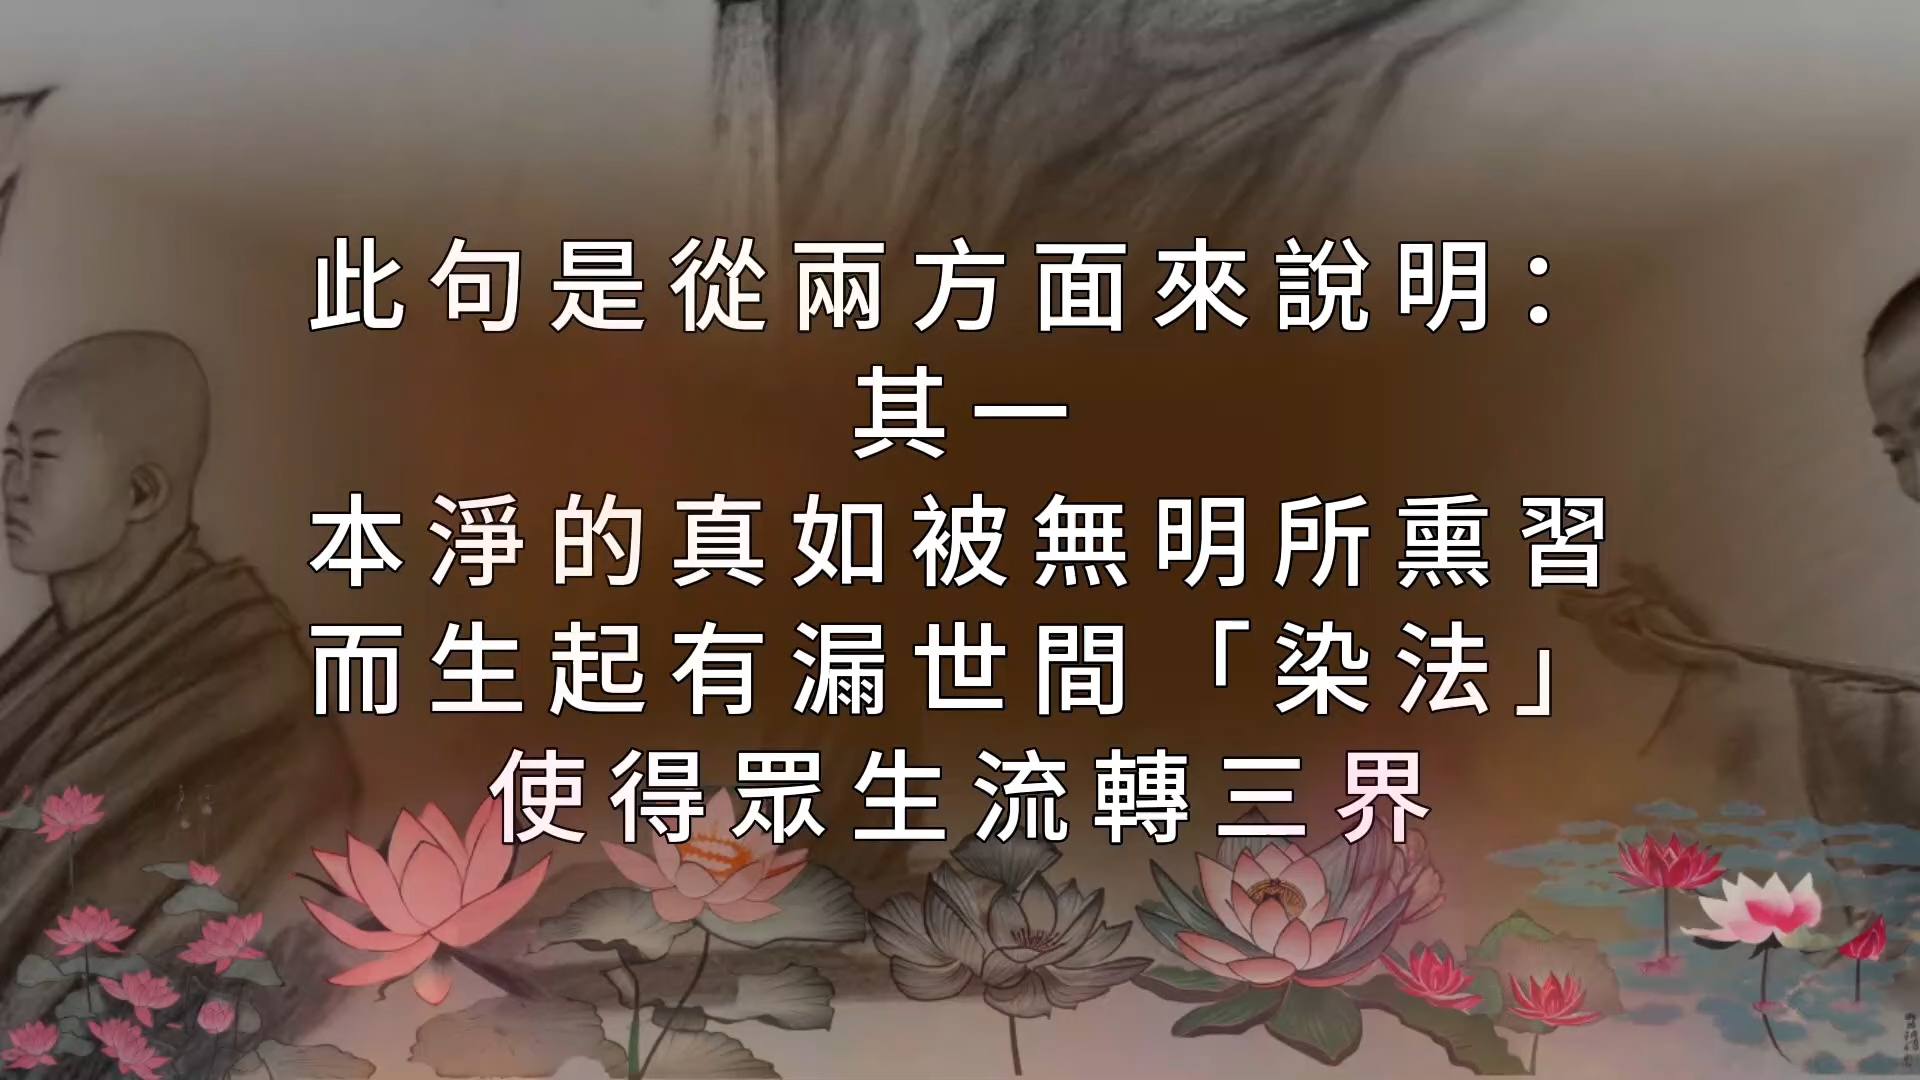 此句是從兩方面來說明：
其一
本淨的真如被無明所熏習
而生起有漏世間「染法」
使得眾生流轉三界